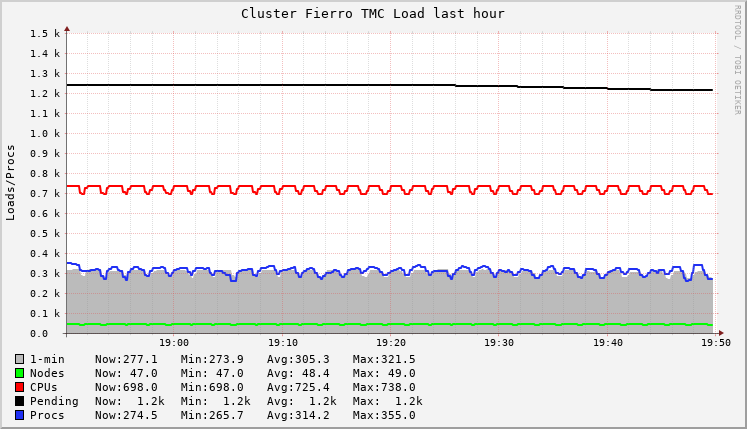 Cluster Fierro TMC Load last hour
RRDTOOL / TOBI OETIKER
Loads/Procs
1.5 k
1.4 k
1.3 k
1.2 k
1.1 k
1.0 k
0.9 k
0.8 k
0.7 k
0.6 k
0.5 k
0.4 k
0.3 k
0.2 k
0.1 k
0.0
19:00 19:10 19:20 19:30 19:40 19:50
1-min Now:277.1 Min:273.9 Avg:305.3 Max:321.5
Nodes Now: 47.0 Min: 47.0 Avg: 48.4 Max: 49.0
CPUs Now:698.0 Min:698.0 Avg:725.4 Max:738.0
Pending Now: 1.2k Min: 1.2k Avg: 1.2k Max: 1.2k
Procs Now:274.5 Min:265.7 Avg:314.2 Max:355.0